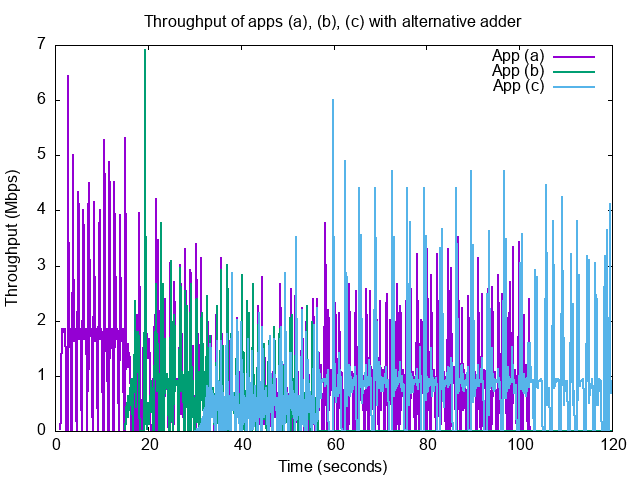 Throughput of apps (a), (b), (c) with alternative adder
App (a)
App (b)
App (c)
Throughput (Mbps)
7
6
5
4
3
2
1
0
0 20 40 60 80 100 120
Time (seconds)